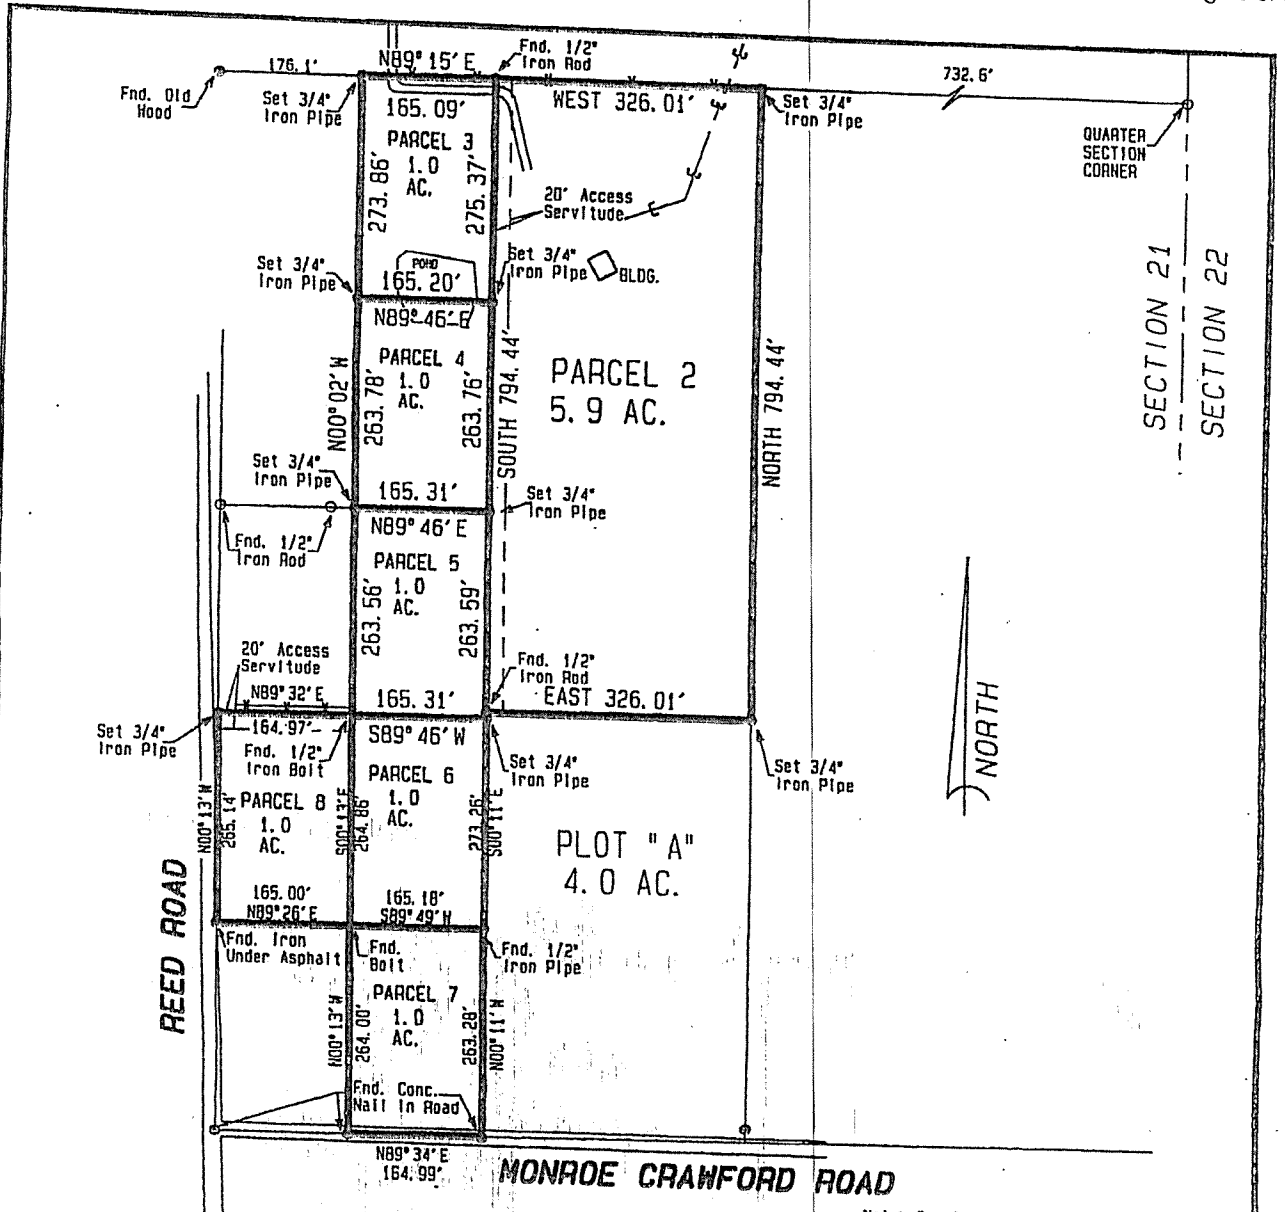 176.1'
N89°15'E
Fnd. 1/2"
Iron Rod
732.6'
Fnd. Old
Hood
Set 3/4"
Iron Pipe
165.09'
WEST 326.01'
Set 3/4"
Iron Pipe
QUARTER
SECTION
CORNER
PARCEL 3
1.0
AC.
273.86'
275.37'
20' Access
Servitude
Set 3/4"
Iron Pipe
POND
165.20'
Set 3/4"
Iron Pipe
BLDG.
N89°46'E
SECTION 21
SECTION 22
N00°02'W
PARCEL 4
1.0
AC.
263.78'
263.76'
SOUTH 794.44'
PARCEL 2
5.9 AC.
NORTH 794.44'
Set 3/4"
Iron Pipe
165.31'
Set 3/4"
Iron Pipe
N89°46'E
Fnd. 1/2"
Iron Rod
PARCEL 5
1.0
AC.
263.56'
263.59'
20' Access
Servitude
Fnd. 1/2"
Iron Rod
N89°32'E
165.31'
EAST 326.01'
NORTH
Set 3/4"
Iron Pipe
164.97'
S89°46'W
Fnd. 1/2"
Iron Bolt
Set 3/4"
Iron Pipe
Set 3/4"
Iron Pipe
N00°13'W
265.14'
PARCEL 8
1.0
AC.
S00°13'E
264.86'
PARCEL 6
1.0
AC.
273.26'
S00°11'E
PLOT "A"
4.0 AC.
165.00'
N89°26'E
165.18'
S89°49'W
REED ROAD
Fnd. Iron
Under Asphalt
Fnd.
Bolt
Fnd. 1/2"
Iron Pipe
N00°13'W
264.00'
PARCEL 7
1.0
AC.
263.28'
N00°11'W
Fnd. Conc.
Nail In Road
N89°34'E
164.99'
MONROE CRAWFORD ROAD